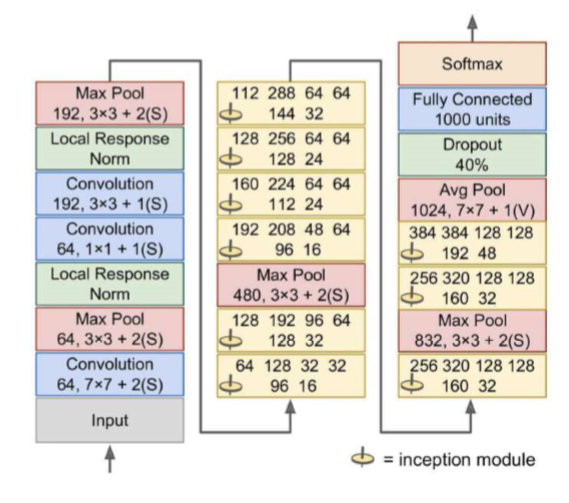 Max Pool
192, 3×3 + 2(S)
Local Response
Norm
Convolution
192, 3×3 + 1(S)
Convolution
64, 1×1 + 1(S)
Local Response
Norm
Max Pool
64, 3×3 + 2(S)
Convolution
64, 7×7 + 2(S)
Input
112 288 64 64
144 32
128 256 64 64
128 24
160 224 64 64
112 24
192 208 48 64
96 16
Max Pool
480, 3×3 + 2(S)
128 192 96 64
128 32
64 128 32 32
96 16
Softmax
Fully Connected
1000 units
Dropout
40%
Avg Pool
1024, 7×7 + 1(V)
384 384 128 128
192 48
256 320 128 128
160 32
Max Pool
832, 3×3 + 2(S)
256 320 128 128
160 32
= inception module